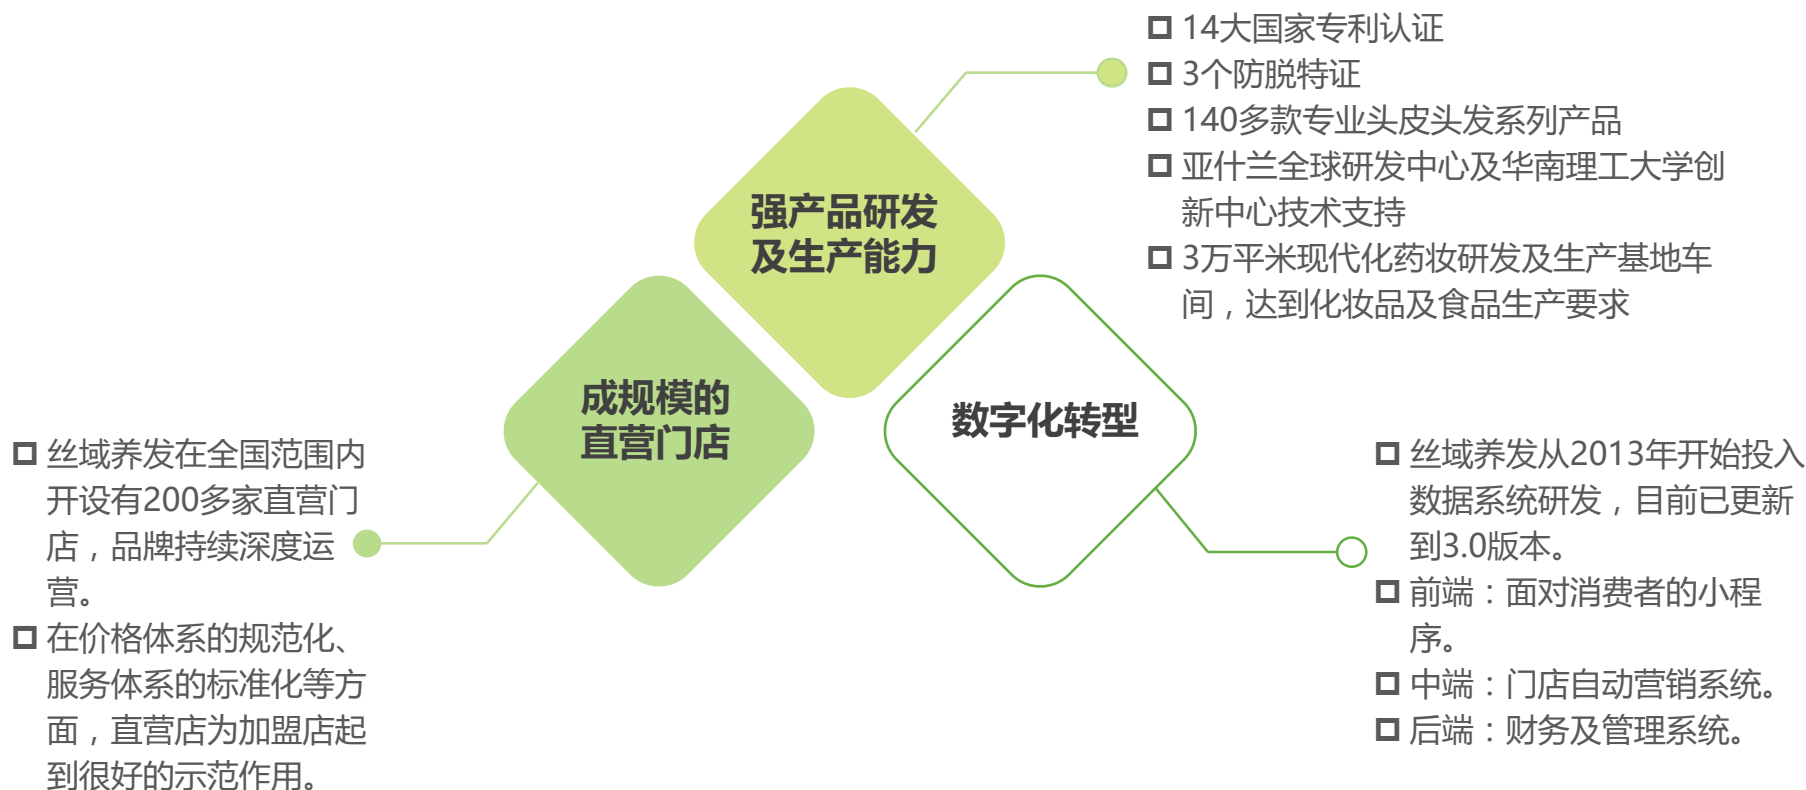 14大国家专利认证
3个防脱特证
140多款专业头皮头发系列产品
亚什兰全球研发中心及华南理工大学创
新中心技术支持
3万平米现代化药妆研发及生产基地车
间，达到化妆品及食品生产要求
强产品研发
及生产能力
成规模的
直营门店
数字化转型
丝域养发在全国范围内
开设有200多家直营门
店，品牌持续深度运
营。
在价格体系的规范化、
服务体系的标准化等方
面，直营店为加盟店起
到很好的示范作用。
丝域养发从2013年开始投入
数据系统研发，目前已更新
到3.0版本。
前端：面对消费者的小程
序。
中端：门店自动营销系统。
后端：财务及管理系统。